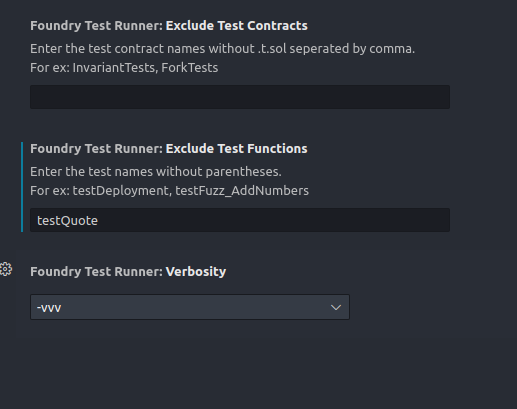 Foundry Test Runner: Exclude Test Contracts
Enter the test contract names without .t.sol seperated by comma.
For ex: InvariantTests, ForkTests
Foundry Test Runner: Exclude Test Functions
Enter the test names without parentheses.
For ex: testDeployment, testFuzz_AddNumbers
testQuote
Foundry Test Runner: Verbosity
-vvv